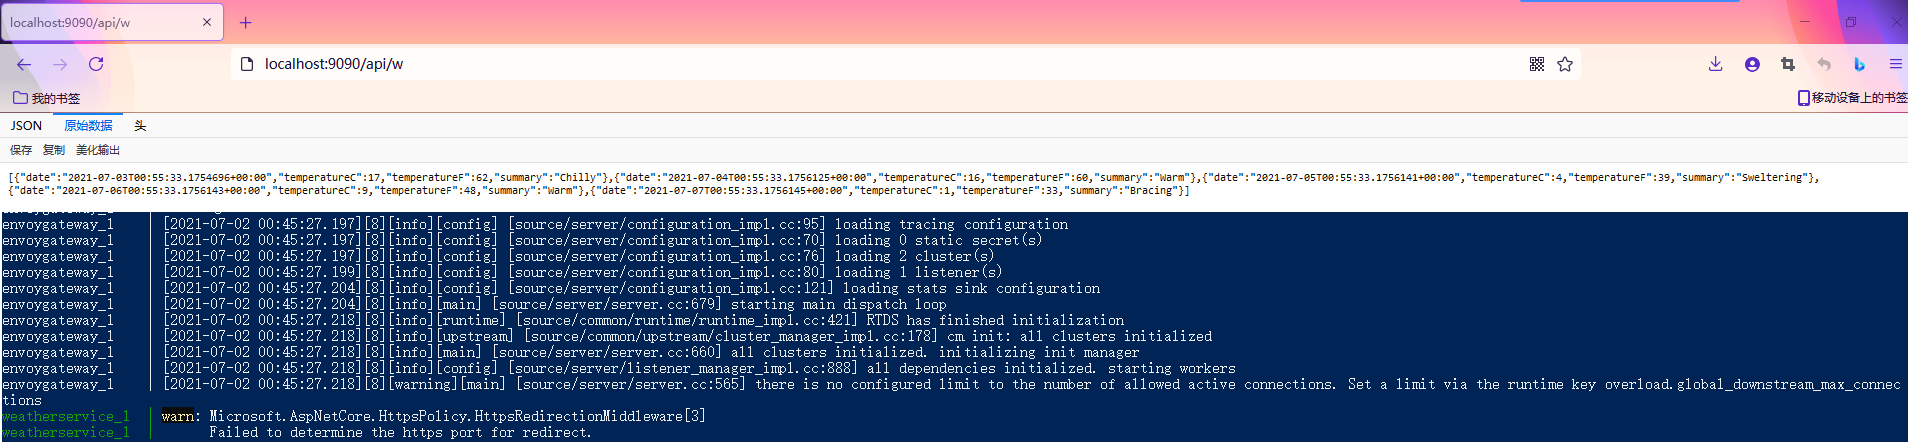 localhost:9090/api/w
localhost:9090/api/w
我的书签
移动设备上的书签
JSON 原始数据 头
保存 复制 美化输出
[{"date":"2021-07-03T00:55:33.1754696+00:00","temperatureC":17,"temperatureF":62,"summary":"Chilly"},{"date":"2021-07-04T00:55:33.1756125+00:00","temperatureC":16,"temperatureF":60,"summary":"Warm"},{"date":"2021-07-05T00:55:33.1756141+00:00","temperatureC":4,"temperatureF":39,"summary":"Sweltering"},
{"date":"2021-07-06T00:55:33.1756143+00:00","temperatureC":9,"temperatureF":48,"summary":"Warm"},{"date":"2021-07-07T00:55:33.1756145+00:00","temperatureC":1,"temperatureF":33,"summary":"Bracing"}]
envoygateway_1 | [2021-07-02 00:45:27.197][8][info][config] [source/server/configuration_impl.cc:95] loading tracing configuration
envoygateway_1 | [2021-07-02 00:45:27.197][8][info][config] [source/server/configuration_impl.cc:70] loading 0 static secret(s)
envoygateway_1 | [2021-07-02 00:45:27.197][8][info][config] [source/server/configuration_impl.cc:76] loading 2 cluster(s)
envoygateway_1 | [2021-07-02 00:45:27.199][8][info][config] [source/server/configuration_impl.cc:80] loading 1 listener(s)
envoygateway_1 | [2021-07-02 00:45:27.204][8][info][config] [source/server/configuration_impl.cc:121] loading stats sink configuration
envoygateway_1 | [2021-07-02 00:45:27.204][8][info][main] [source/server/server.cc:679] starting main dispatch loop
envoygateway_1 | [2021-07-02 00:45:27.218][8][info][runtime] [source/common/runtime/runtime_impl.cc:421] RTDS has finished initialization
envoygateway_1 | [2021-07-02 00:45:27.218][8][info][upstream] [source/common/upstream/cluster_manager_impl.cc:178] cm init: all clusters initialized
envoygateway_1 | [2021-07-02 00:45:27.218][8][info][main] [source/server/server.cc:660] all clusters initialized. initializing init manager
envoygateway_1 | [2021-07-02 00:45:27.218][8][info][config] [source/server/listener_manager_impl.cc:888] all dependencies initialized. starting workers
envoygateway_1 | [2021-07-02 00:45:27.218][8][warning][main] [source/server/server.cc:565] there is no configured limit to the number of allowed active connections. Set a limit via the runtime key overload.global_downstream_max_connec
tions
weatherservice_1 | warn: Microsoft.AspNetCore.HttpsPolicy.HttpsRedirectionMiddleware[3]
weatherservice_1 | Failed to determine the https port for redirect.